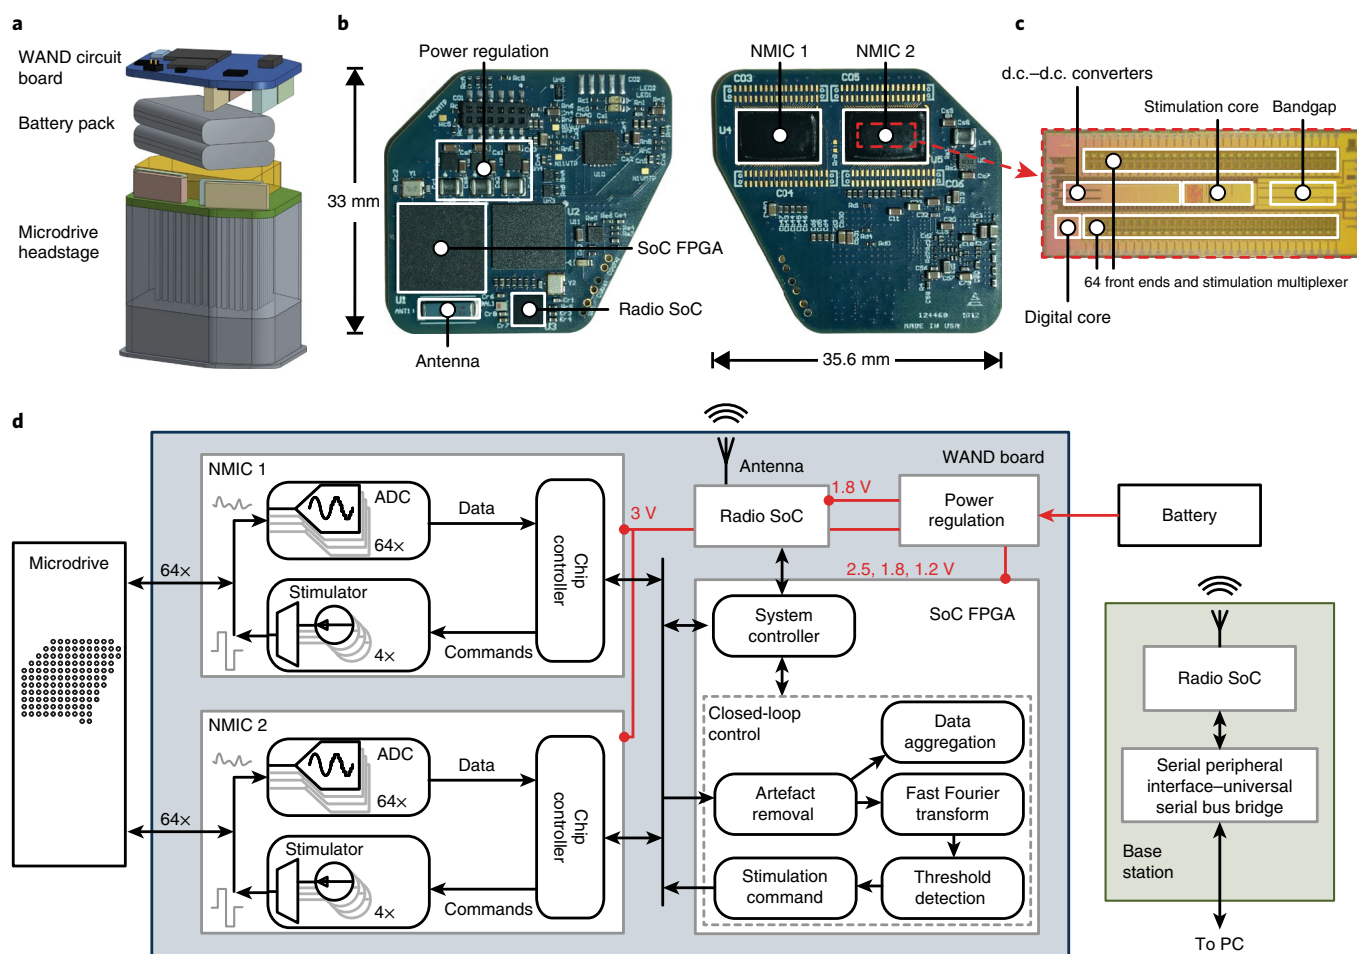 a
WAND circuit
board
Battery pack
Microdrive
headstage
b
Power regulation
33 mm
SoC FPGA
Radio SoC
Antenna
NMIC 1
NMIC 2
35.6 mm
124460
MADE IN USA
c
d.c.–d.c. converters
Stimulation core
Bandgap
64 front ends and stimulation multiplexer
Digital core
d
Microdrive
64×
64×
NMIC 1
ADC
64×
Data
Stimulator
4×
Commands
Chip
controller
NMIC 2
ADC
64×
Data
Stimulator
4×
Commands
Chip
controller
3 V
Antenna
WAND board
Radio SoC
1.8 V
Power
regulation
2.5, 1.8, 1.2 V
SoC FPGA
System
controller
Closed-loop
control
Data
aggregation
Artefact
removal
Fast Fourier
transform
Stimulation
command
Threshold
detection
Battery
Radio SoC
Serial peripheral
interface–universal
serial bus bridge
Base
station
To PC